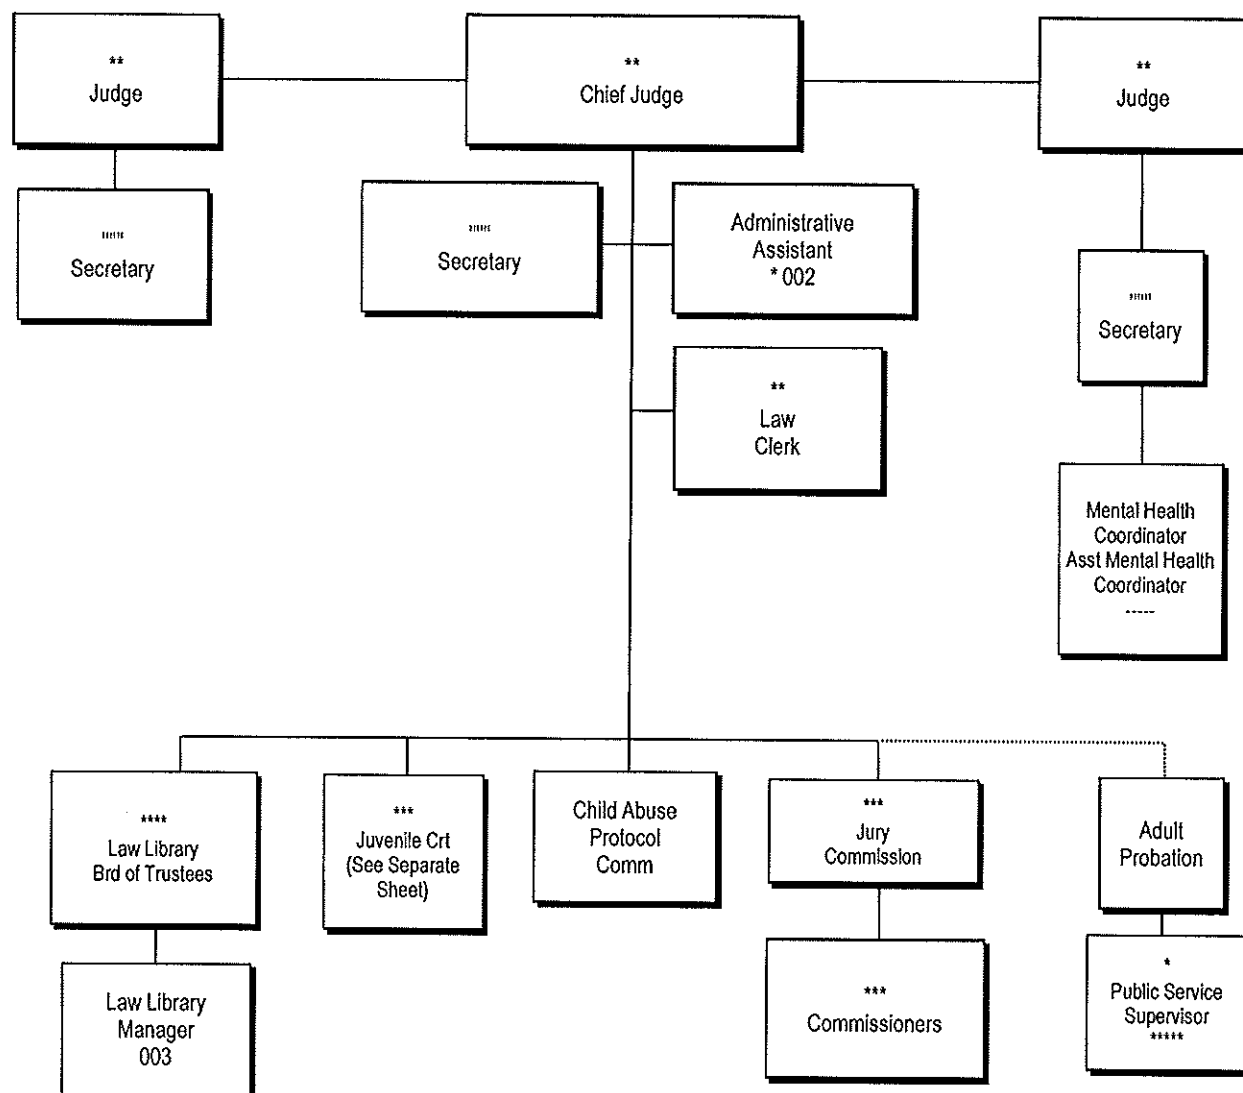 **
Judge
**
Chief Judge
**
Judge
""""
Secretary
""""
Secretary
Administrative
Assistant
* 002
""""
Secretary
**
Law
Clerk
Mental Health
Coordinator
Asst Mental Health
Coordinator
-----
****
Law Library
Brd of Trustees
***
Juvenile Crt
(See Separate
Sheet)
Child Abuse
Protocol
Comm
***
Jury
Commission
Adult
Probation
Law Library
Manager
003
***
Commissioners
*
Public Service
Supervisor
*****